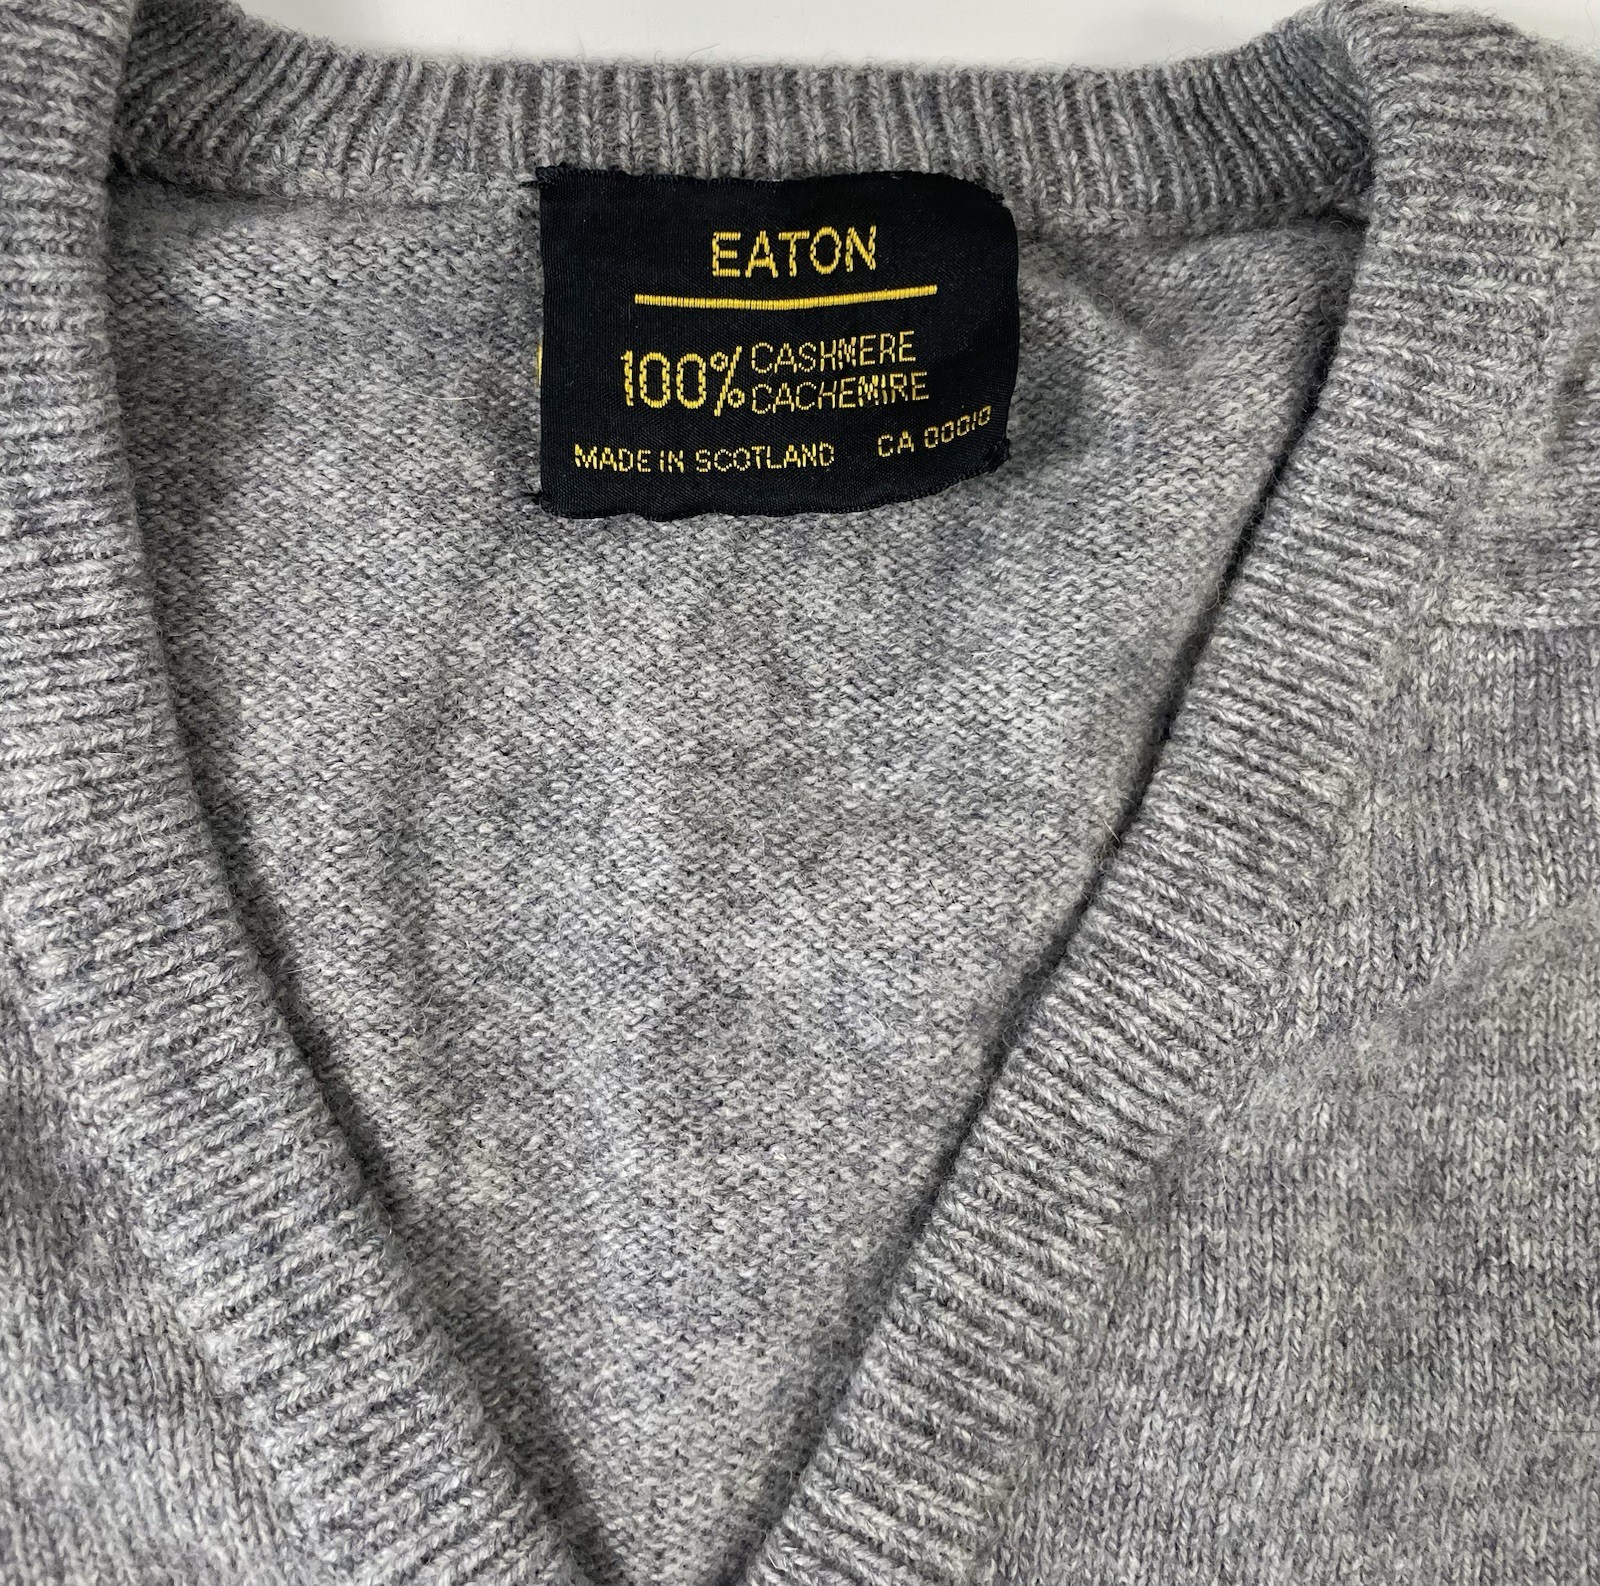 EATON
100% CASHMERE
CACHEMIRE
MADE IN SCOTLAND CA 00010